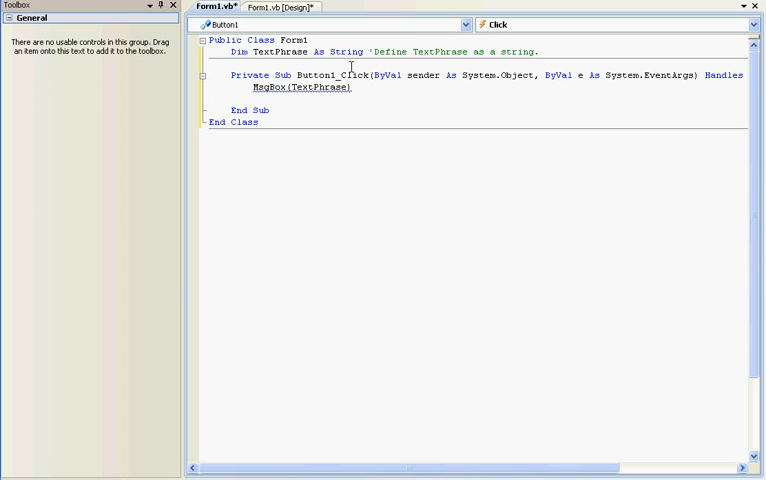 Toolbox
General
There are no usable controls in this group. Drag
an item onto this text to add it to the toolbox.
Form1.vb* Form1.vb [Design]*
Button1
Click
Public Class Form1
Dim TextPhrase As String 'Define TextPhrase as a string.
Private Sub Button1_Click(ByVal sender As System.Object, ByVal e As System.EventArgs) Handles
MsgBox(TextPhrase)
End Sub
End Class